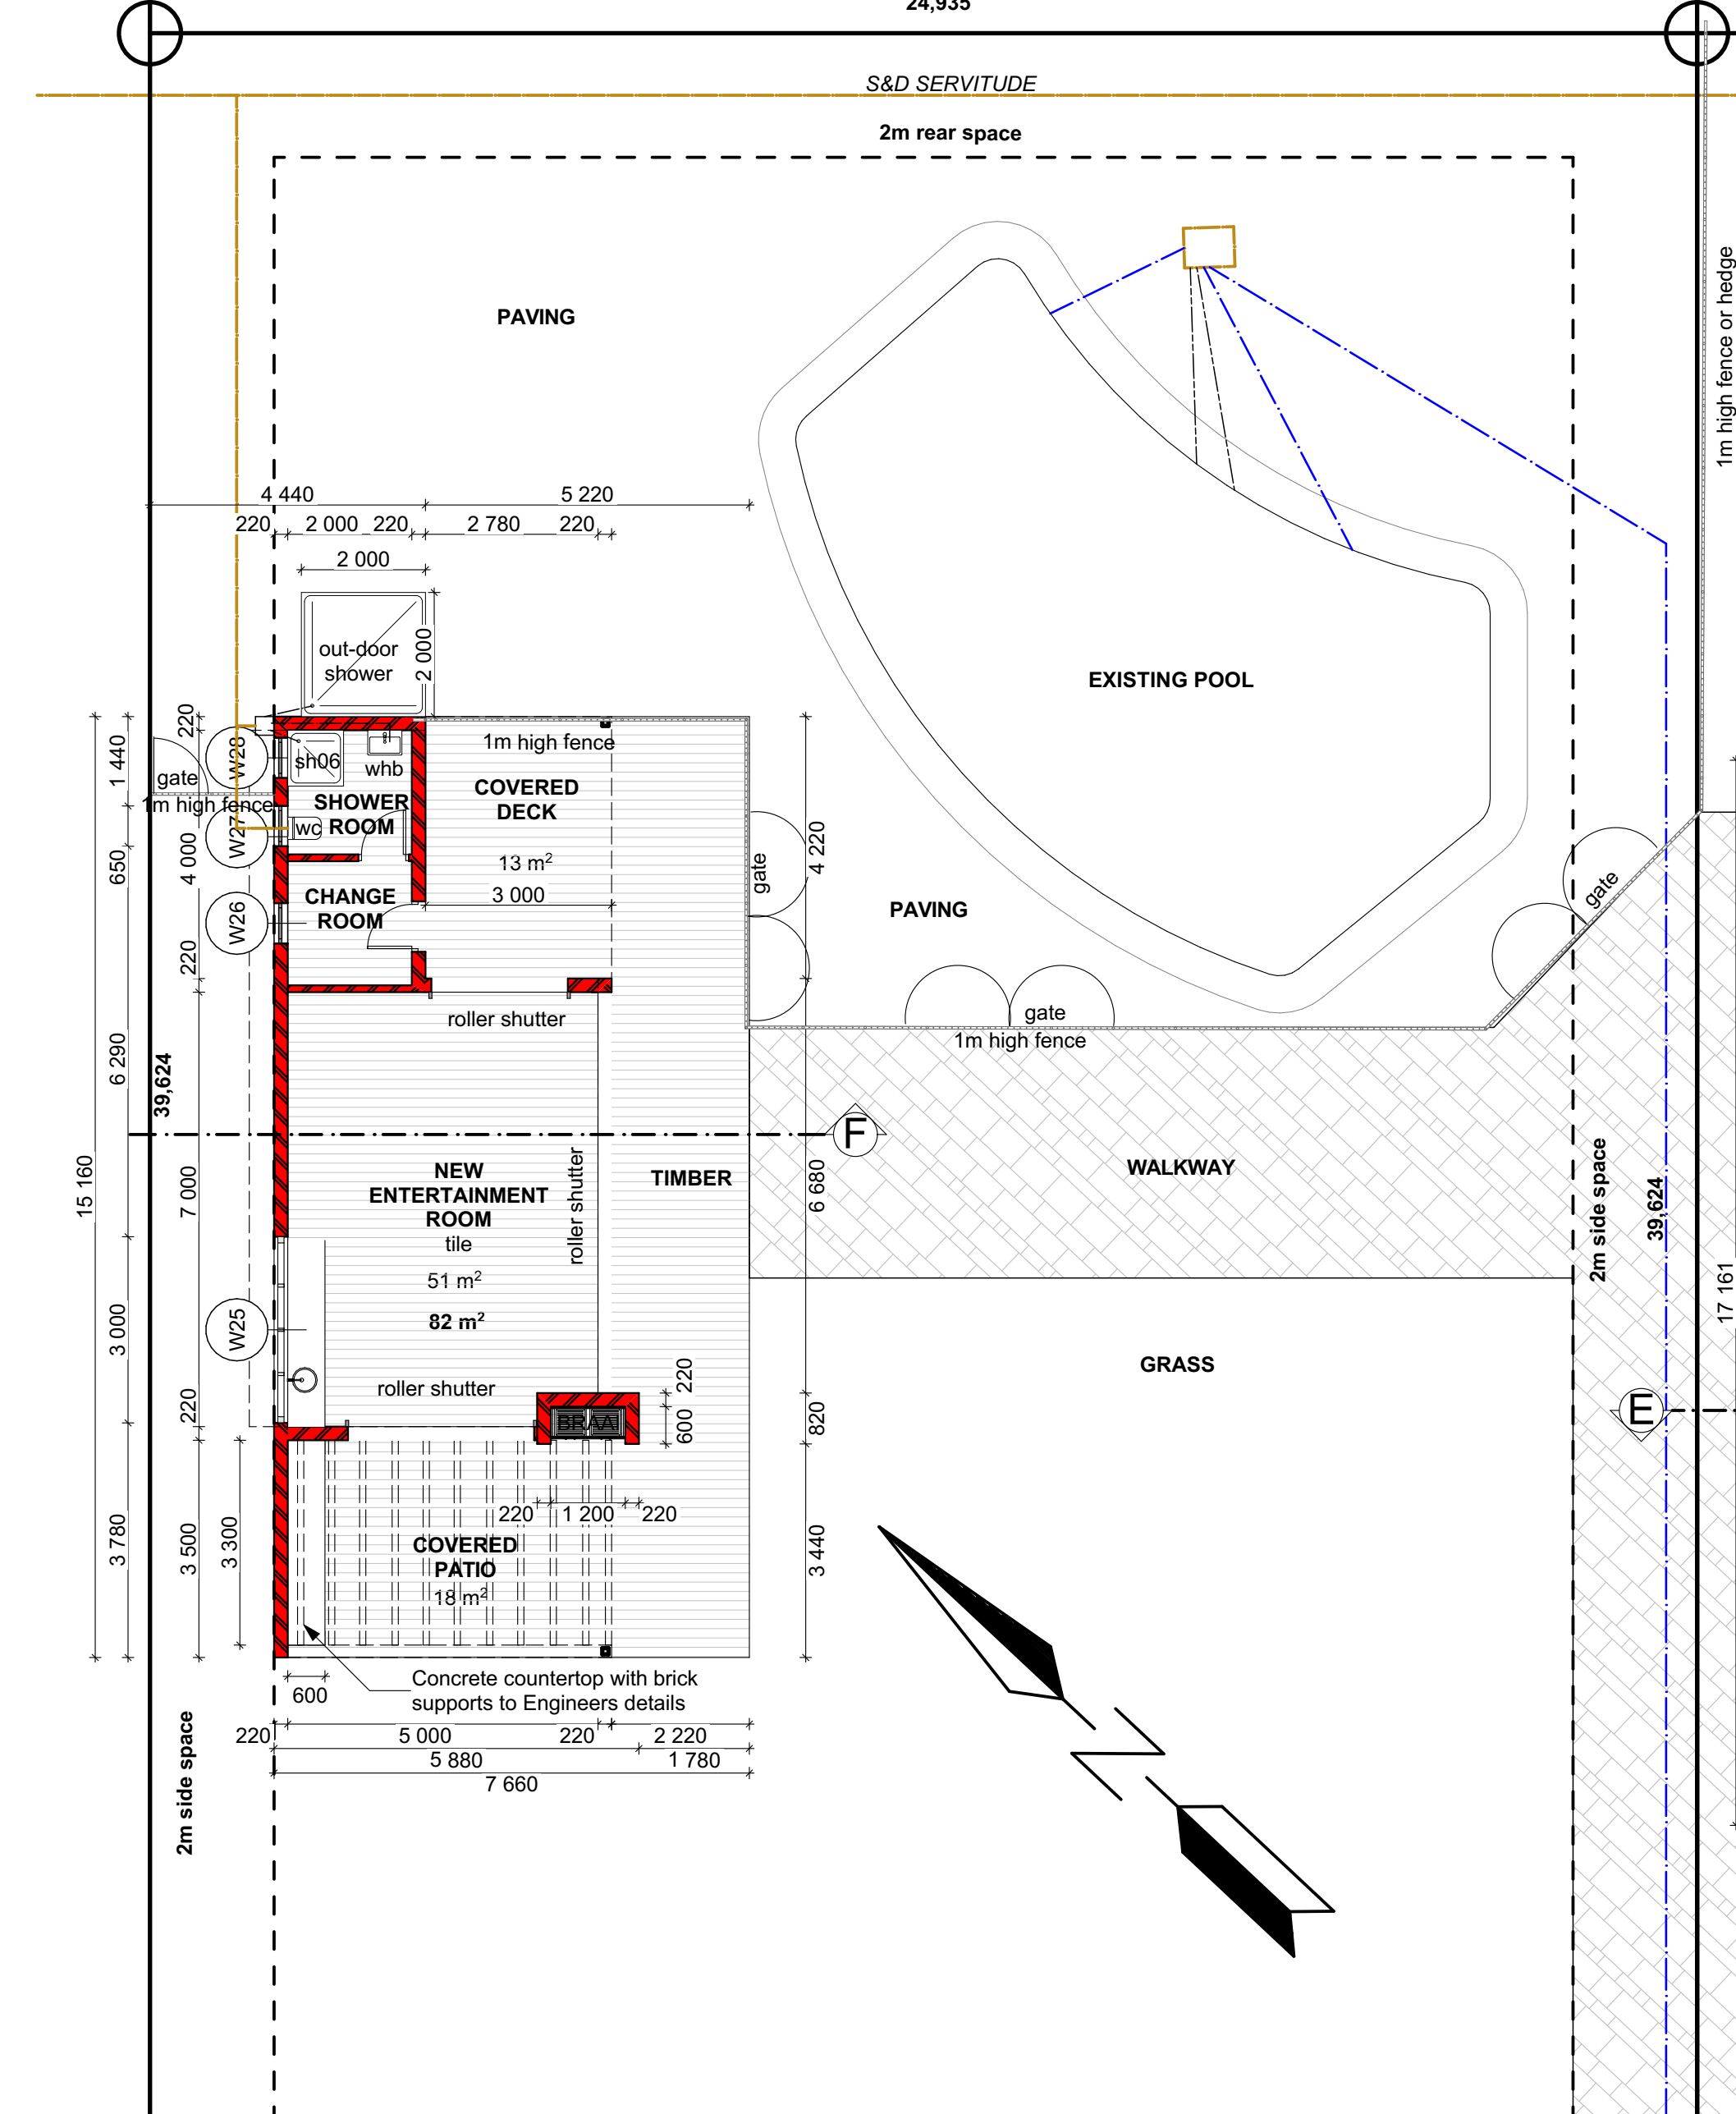 24,935
S&D SERVITUDE
2m rear space
1m high fence or hedge
PAVING
4 440
5 220
220
2 000
220
2 780
220
2 000
out-door
shower
2 000
EXISTING POOL
220
1 440
W28
sh06
whb
1m high fence
gate
1m high fence
COVERED
DECK
SHOWER
ROOM
wc
W27
4 000
650
13 m²
3 000
gate
4 220
gate
CHANGE
ROOM
W26
220
PAVING
roller shutter
gate
1m high fence
6 290
39,624
F
15 160
7 000
NEW
ENTERTAINMENT
ROOM
tile
51 m²
82 m²
roller shutter
TIMBER
6 680
WALKWAY
2m side space
39,624
17 161
3 000
W25
GRASS
220
roller shutter
220
BRAA
600
820
E
3 780
3 500
3 300
220
1 200
220
COVERED
PATIO
18 m²
3 440
Concrete countertop with brick
supports to Engineers details
600
220
5 000
220
2 220
5 880
1 780
7 660
2m side space